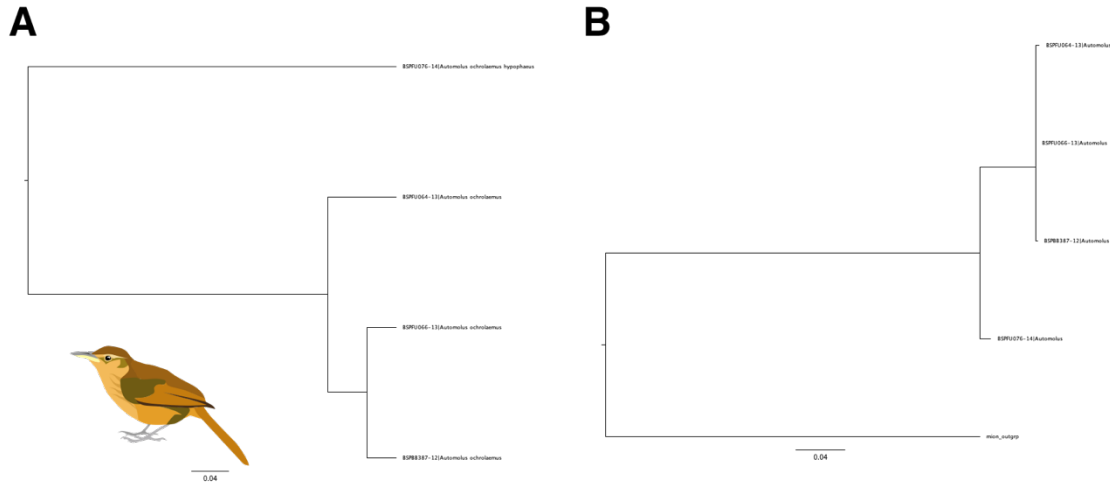 A
BSPFU076-14|Automolus ochrolaemus hypophaeus
BSPFU064-13|Automolus ochrolaemus
BSPFU066-13|Automolus ochrolaemus
BSPBB387-12|Automolus ochrolaemus
0.04
B
BSPFU064-13|Automolus
BSPFU066-13|Automolus
BSPBB387-12|Automolus
BSPFU076-14|Automolus
mion_outgrp
0.04